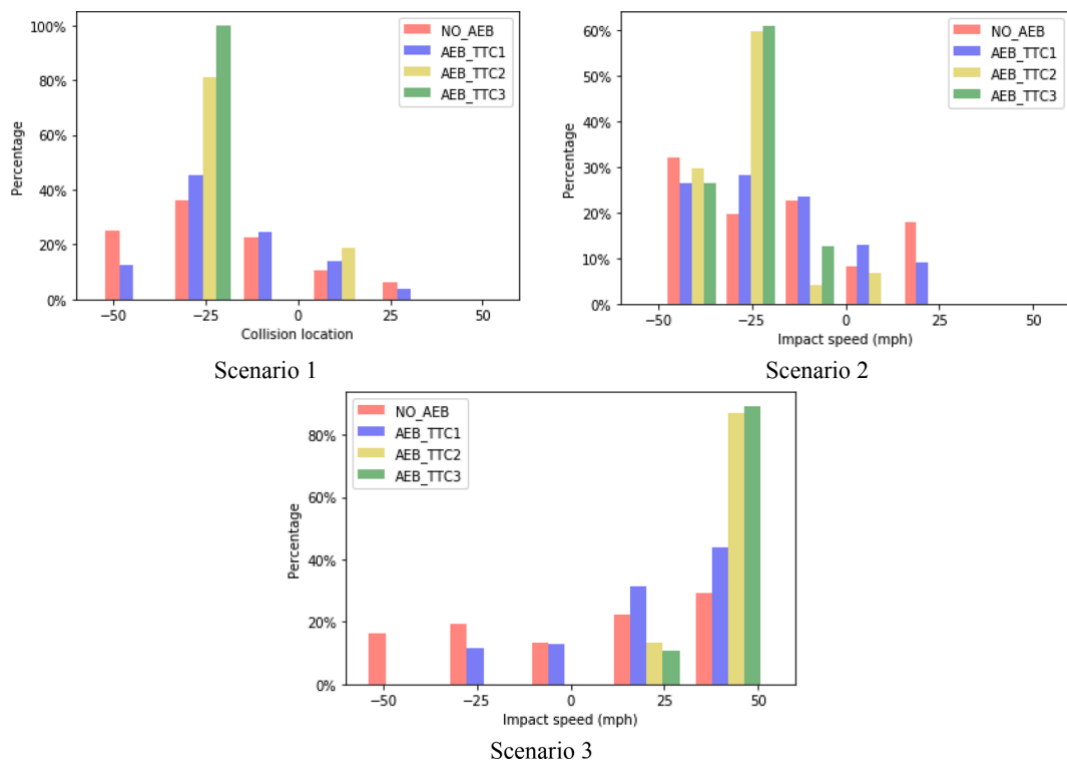 100%
80%
60%
40%
20%
0%
Percentage
NO_AEB
AEB_TTC1
AEB_TTC2
AEB_TTC3
−50
−25
0
25
50
Collision location
Scenario 1
60%
50%
40%
30%
20%
10%
0%
Percentage
NO_AEB
AEB_TTC1
AEB_TTC2
AEB_TTC3
−50
−25
0
25
50
Impact speed (mph)
Scenario 2
80%
60%
40%
20%
0%
Percentage
NO_AEB
AEB_TTC1
AEB_TTC2
AEB_TTC3
−50
−25
0
25
50
Impact speed (mph)
Scenario 3